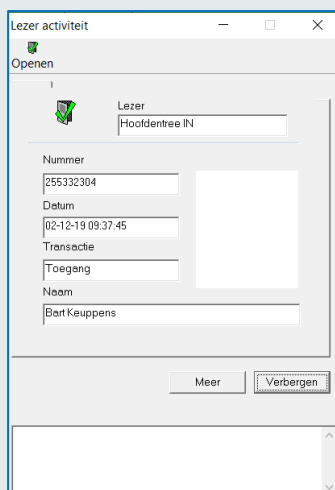 Lezer activiteit
Openen
Lezer
Hoofdentree IN
Nummer
255332304
Datum
02-12-19 09:37:45
Transactie
Toegang
Naam
Bart Keuppens
Meer
Verbergen